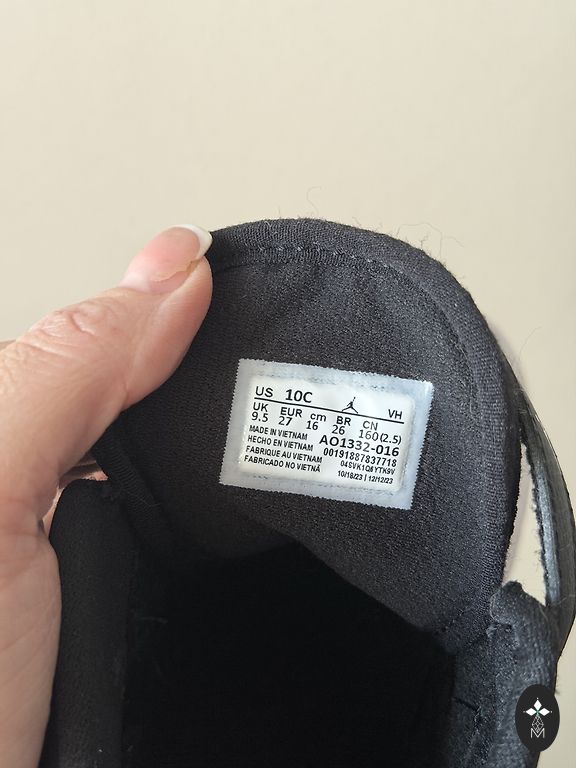 US 10C VH
UK EUR cm BR CN
9.5 27 16 26 160(2.5)
MADE IN VIETNAM AO1332-016
HECHO EN VIETNAM 00191887837718
FABRIQUE AU VIETNAM 04SVK1Q8YTK9V
FABRICADO NO VIETNÃ 10/18/23 | 12/12/23
M